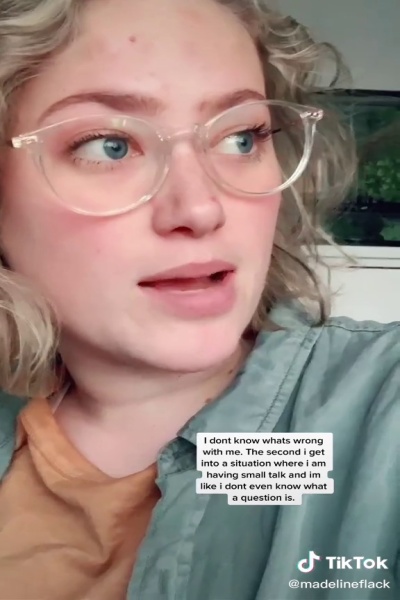 I dont know whats wrong
with me. The second i get
into a situation where i am
having small talk and im
like i dont even know what
a question is.
TikTok
@madelineflack